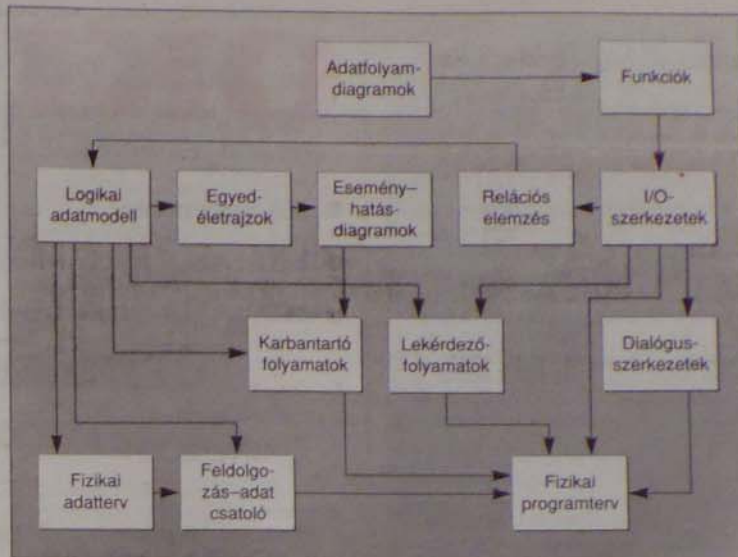 Adatfolyam-
diagramok
Funkciók
Logikai
adatmodell
Egyed-
életrajzok
Esemény–
hatás-
diagramok
Relációs
elemzés
I/O-
szerkezetek
Karbantartó
folyamatok
Lekérdező-
folyamatok
Dialógus-
szerkezetek
Fizikai
adatterv
Feldolgo-
zás–adat
csatoló
Fizikai
programterv